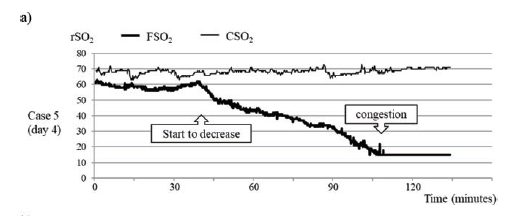 a)
rSO₂ FSO₂ CSO₂
80
70
60
50
40
30
20
10
0
Case 5
(day 4)
Start to decrease
congestion
0 30 60 90 120
Time (minutes)